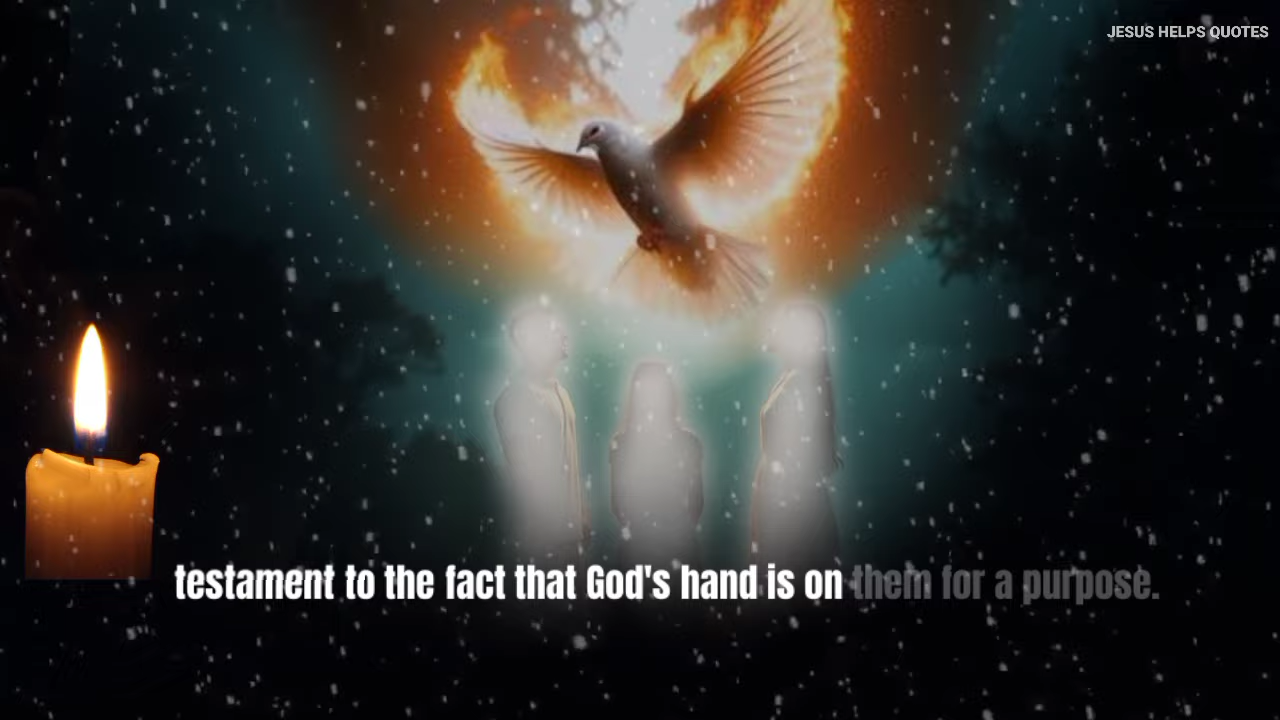 JESUS HELPS QUOTES
testament to the fact that God's hand is on them for a purpose.